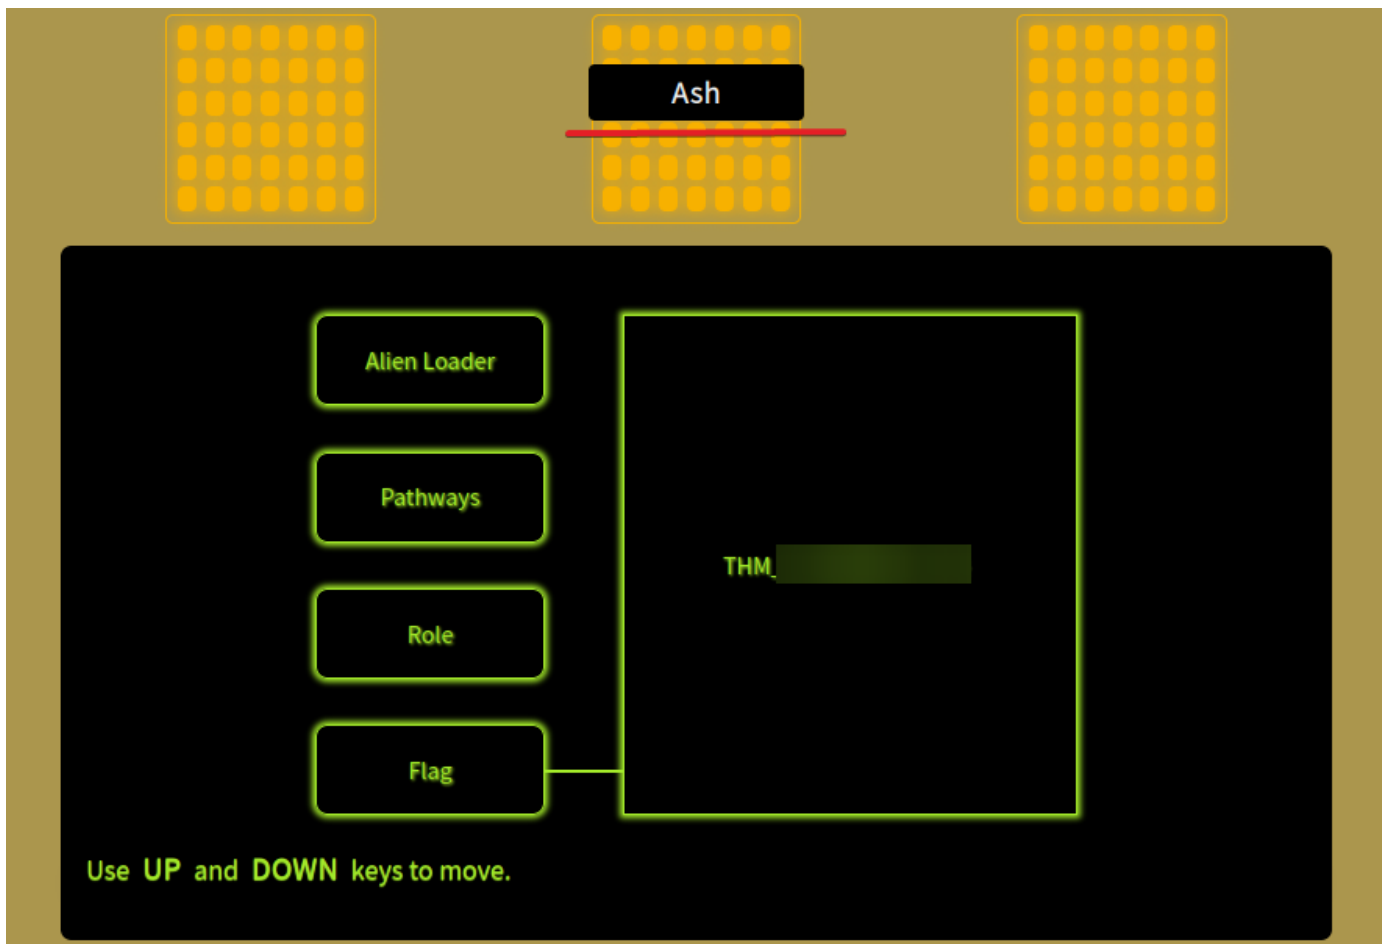 Ash
Alien Loader
Pathways
Role
Flag
THM_
Use UP and DOWN keys to move.